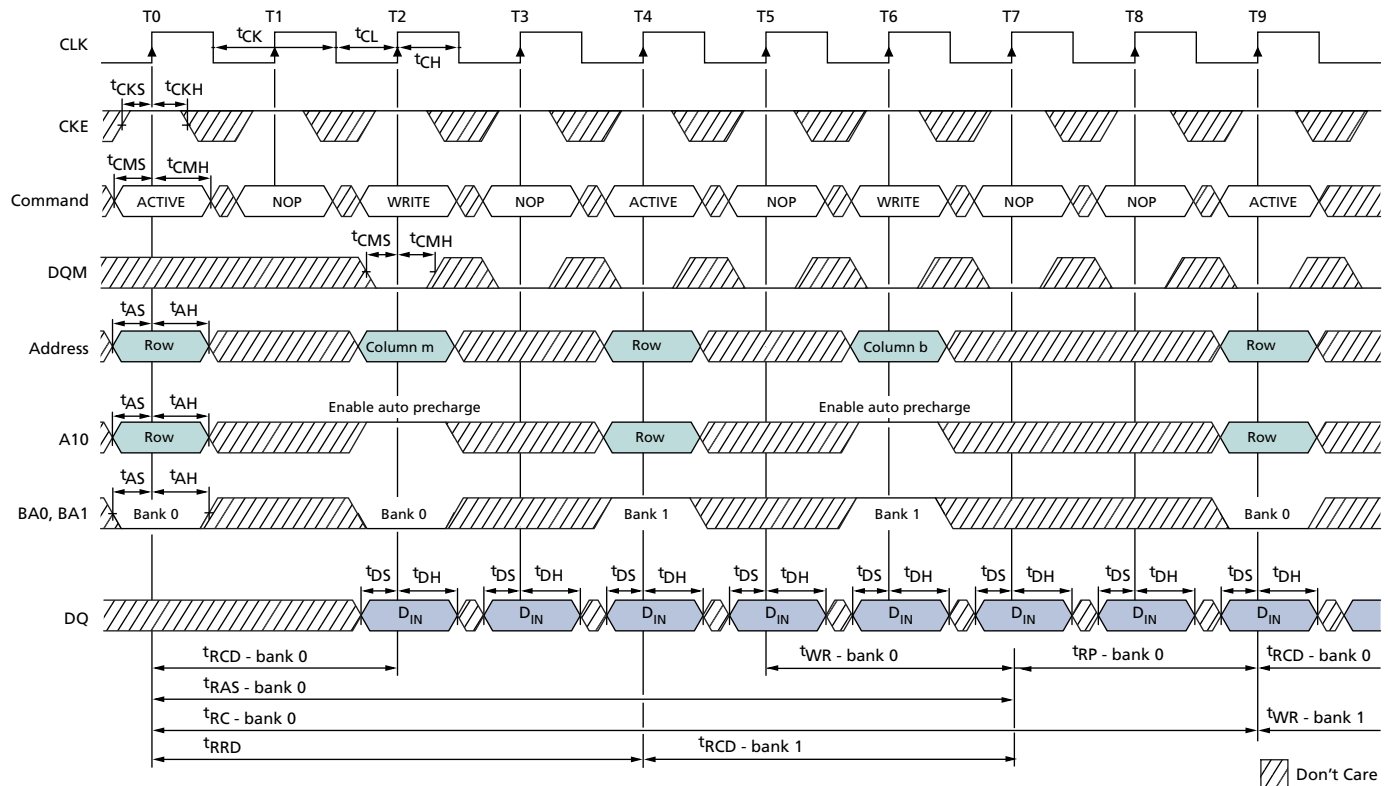 T0 T1 T2 T3 T4 T5 T6 T7 T8 T9
CLK
tCK tCL
tCH
tCKS tCKH
CKE
tCMS tCMH
Command ACTIVE NOP WRITE NOP ACTIVE NOP WRITE NOP NOP ACTIVE
tCMS tCMH
DQM
tAS tAH
Address Row Column m Row Column b Row
tAS tAH Enable auto precharge Enable auto precharge
A10 Row Row Row
tAS tAH
BA0, BA1 Bank 0 Bank 0 Bank 1 Bank 1 Bank 0
tDS tDH tDS tDH tDS tDH tDS tDH tDS tDH tDS tDH tDS tDH tDS tDH
DQ DIN DIN DIN DIN DIN DIN DIN DIN
tRCD - bank 0 tWR - bank 0 tRP - bank 0 tRCD - bank 0
tRAS - bank 0
tRC - bank 0 tWR - bank 1
tRRD tRCD - bank 1
Don't Care